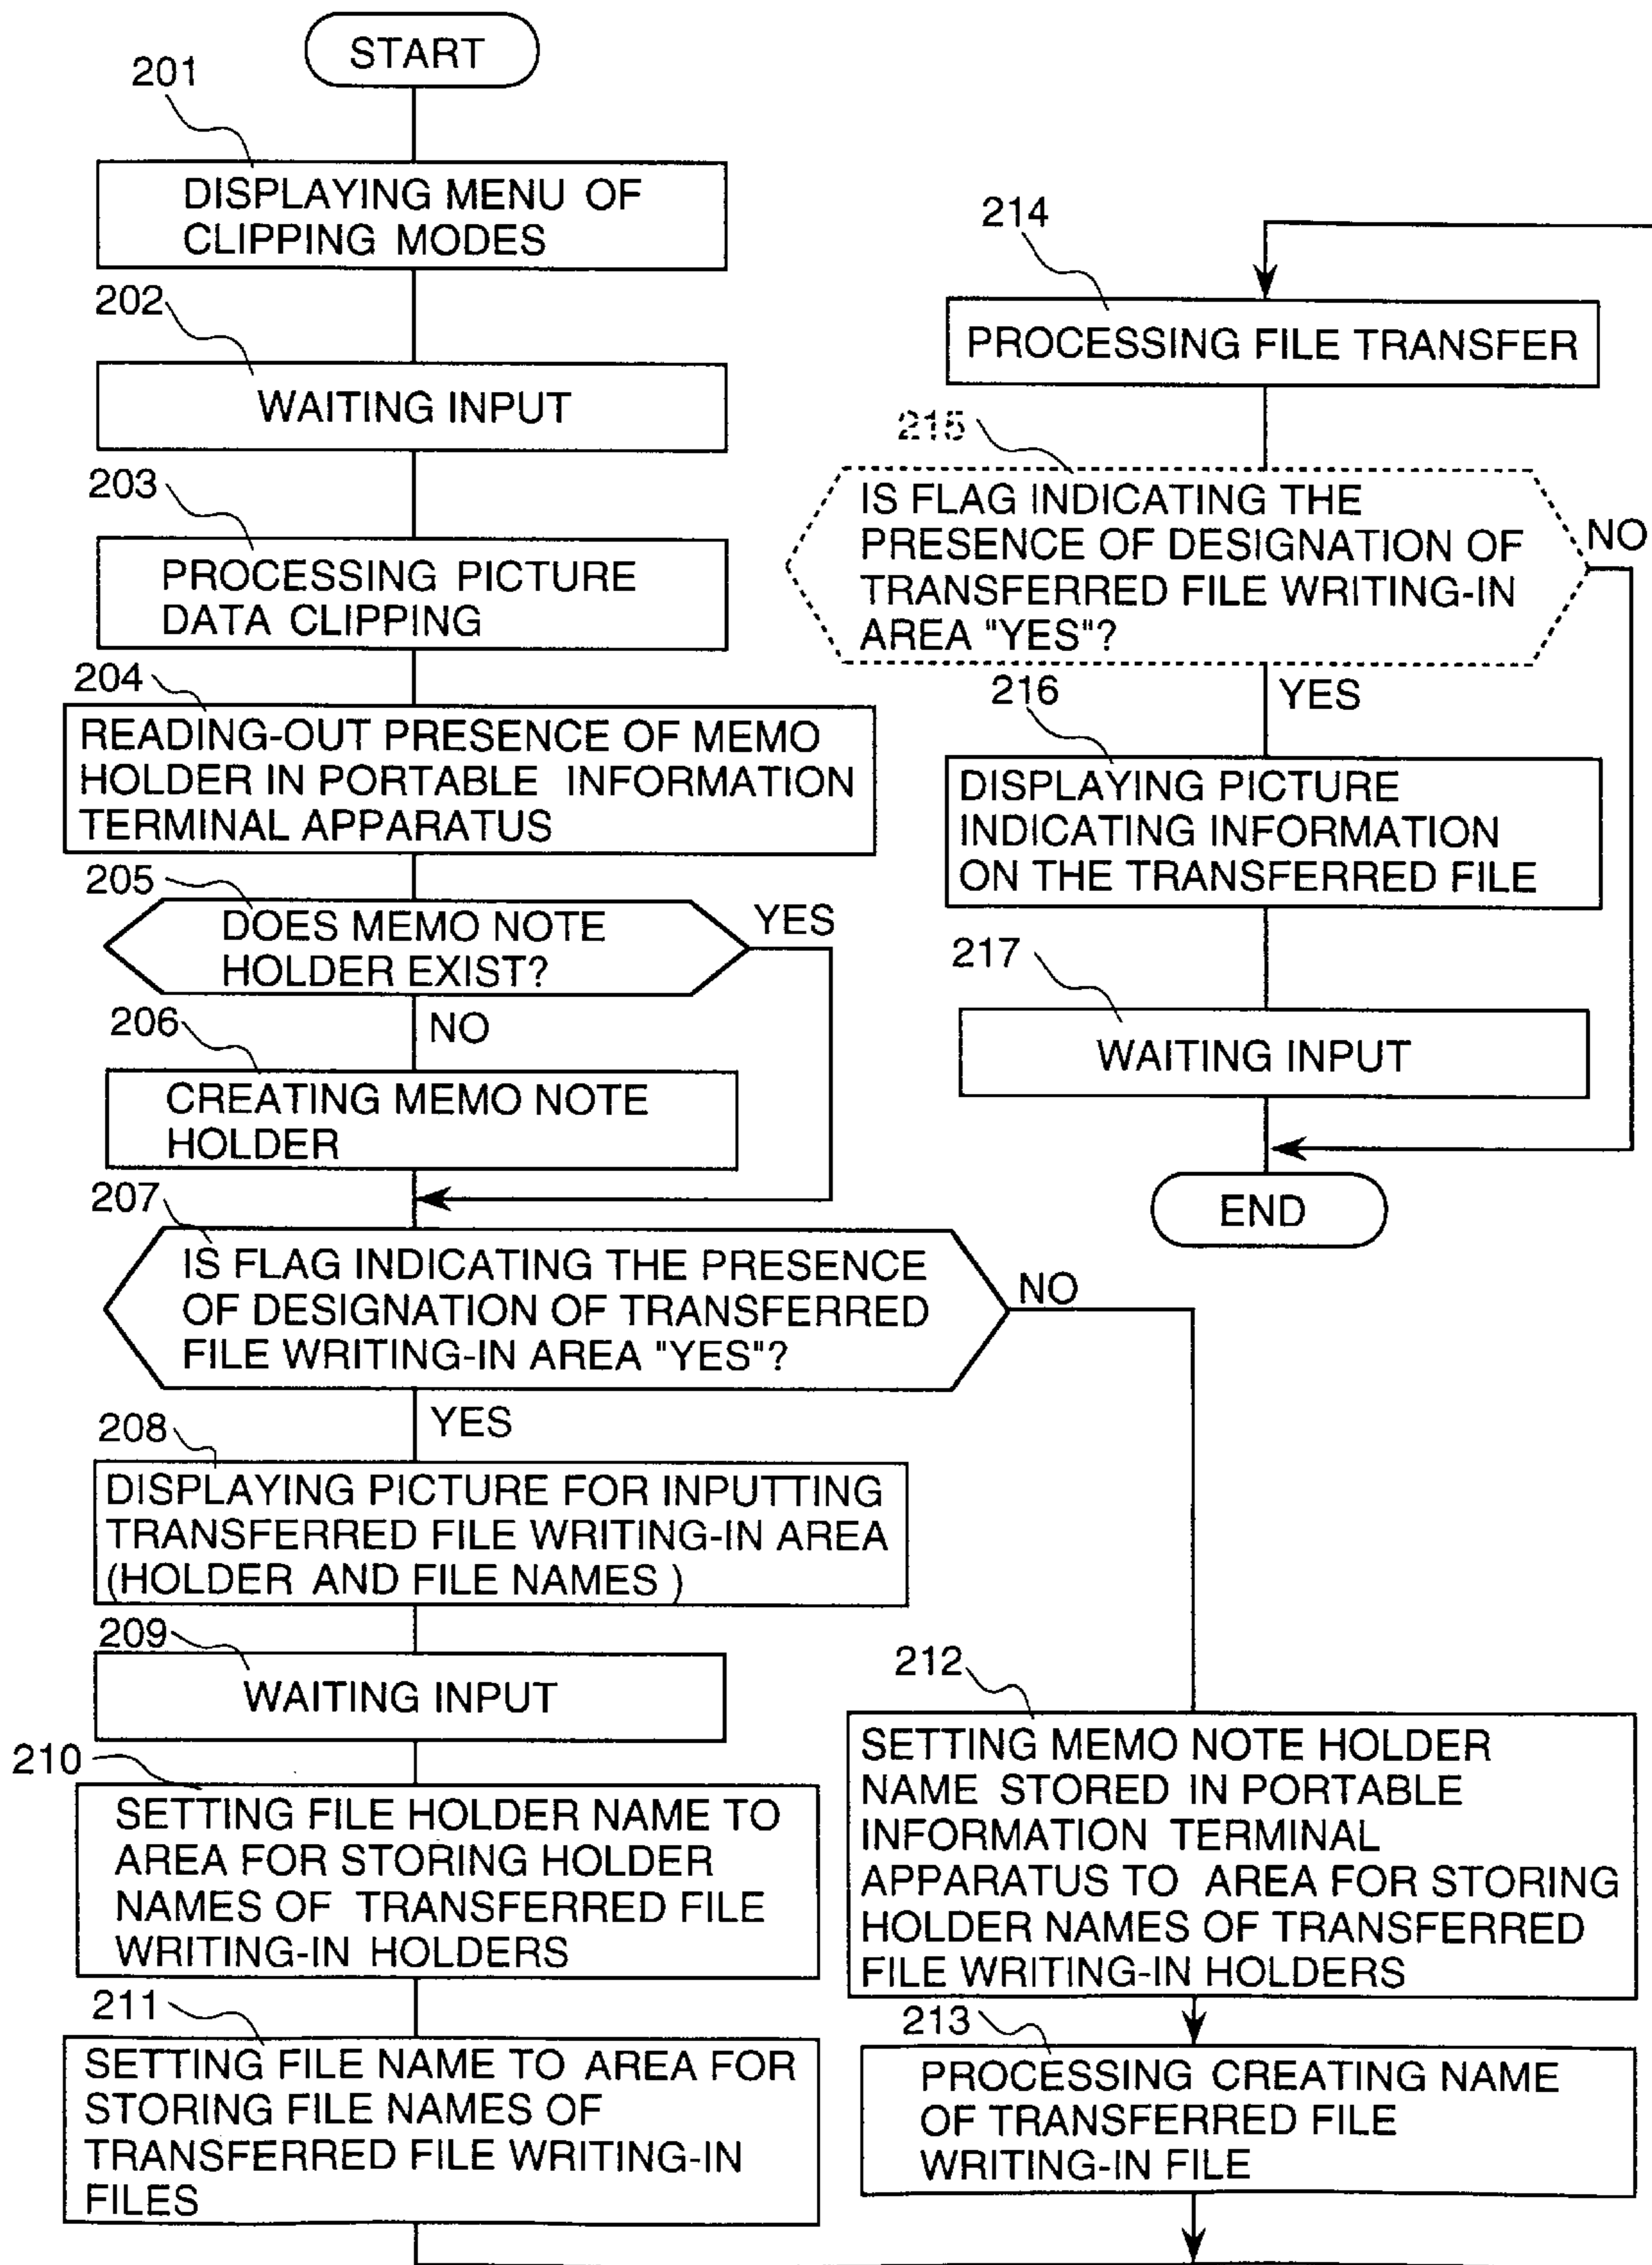 START
201
DISPLAYING MENU OF
CLIPPING MODES
202
WAITING INPUT
203
PROCESSING PICTURE
DATA CLIPPING
204
READING-OUT PRESENCE OF MEMO
HOLDER IN PORTABLE INFORMATION
TERMINAL APPARATUS
205
DOES MEMO NOTE
HOLDER EXIST?
YES
NO
206
CREATING MEMO NOTE
HOLDER
207
IS FLAG INDICATING THE PRESENCE
OF DESIGNATION OF TRANSFERRED
FILE WRITING-IN AREA "YES"?
NO
YES
208
DISPLAYING PICTURE FOR INPUTTING
TRANSFERRED FILE WRITING-IN AREA
(HOLDER AND FILE NAMES )
209
WAITING INPUT
210
SETTING FILE HOLDER NAME TO
AREA FOR STORING HOLDER
NAMES OF TRANSFERRED FILE
WRITING-IN HOLDERS
211
SETTING FILE NAME TO AREA FOR
STORING FILE NAMES OF
TRANSFERRED FILE WRITING-IN
FILES
212
SETTING MEMO NOTE HOLDER
NAME STORED IN PORTABLE
INFORMATION TERMINAL
APPARATUS TO AREA FOR STORING
HOLDER NAMES OF TRANSFERRED
FILE WRITING-IN HOLDERS
213
PROCESSING CREATING NAME
OF TRANSFERRED FILE
WRITING-IN FILE
214
PROCESSING FILE TRANSFER
215
IS FLAG INDICATING THE
PRESENCE OF DESIGNATION OF
TRANSFERRED FILE WRITING-IN
AREA "YES"?
NO
YES
216
DISPLAYING PICTURE
INDICATING INFORMATION
ON THE TRANSFERRED FILE
217
WAITING INPUT
END